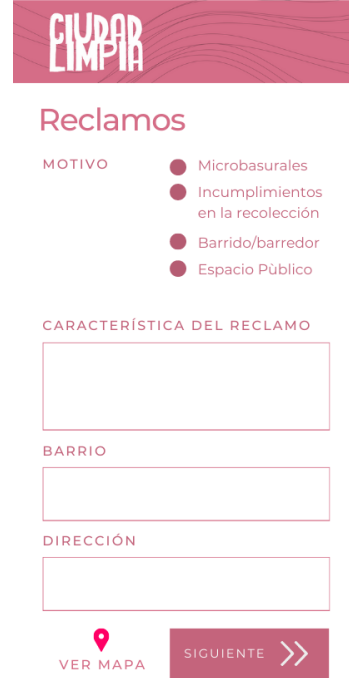 CIUDAD
LIMPIA
Reclamos
MOTIVO
Microbasurales
Incumplimientos
en la recolección
Barrido/barredor
Espacio Pùblico
CARACTERÍSTICA DEL RECLAMO
BARRIO
DIRECCIÓN
VER MAPA
SIGUIENTE